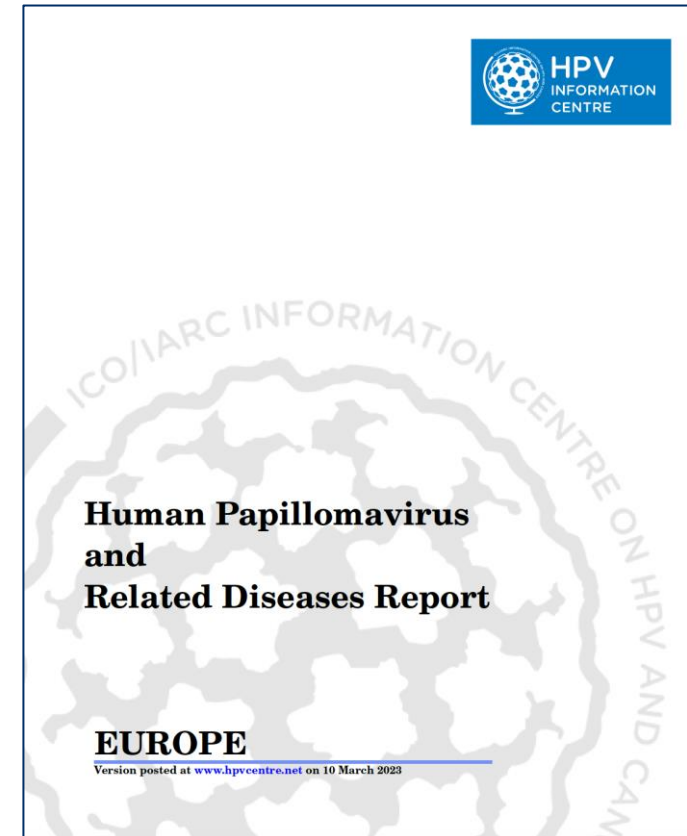 HPV
INFORMATION
CENTRE
ICO/IARC INFORMATION CENTRE ON HPV AND
Human Papillomavirus
and
Related Diseases Report
EUROPE
Version posted at www.hpvcentre.net on 10 March 2023